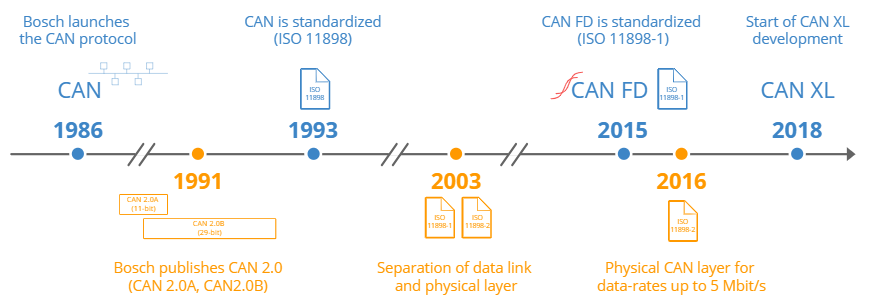 Bosch launches
the CAN protocol
CAN is standardized
(ISO 11898)
CAN FD is standardized
(ISO 11898-1)
Start of CAN XL
development
CAN
ISO
11898
CAN FD
ISO
11898-1
CAN XL
1986
1993
2015
2018
1991
2003
2016
CAN 2.0A
(11-bit)
CAN 2.0B
(29-bit)
ISO
11898-1
ISO
11898-2
ISO
11898-2
Bosch publishes CAN 2.0
(CAN 2.0A, CAN2.0B)
Separation of data link
and physical layer
Physical CAN layer for
data-rates up to 5 Mbit/s